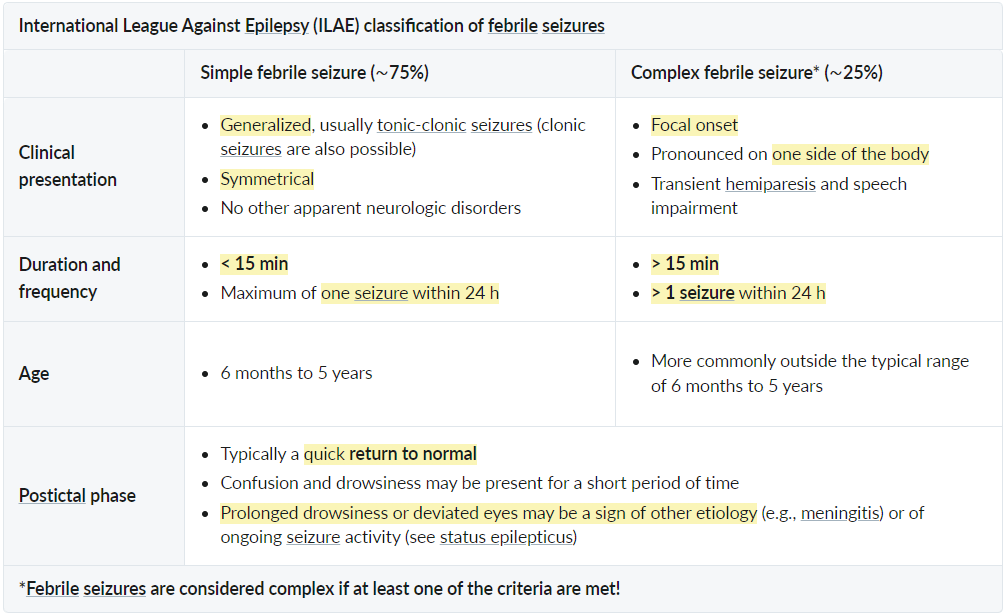 International League Against Epilepsy (ILAE) classification of febrile seizures
Simple febrile seizure (~75%)
Complex febrile seizure* (~25%)
Clinical
presentation
• Generalized, usually tonic-clonic seizures (clonic
seizures are also possible)
• Symmetrical
• No other apparent neurologic disorders
• Focal onset
• Pronounced on one side of the body
• Transient hemiparesis and speech
impairment
Duration and
frequency
• < 15 min
• Maximum of one seizure within 24 h
• > 15 min
• > 1 seizure within 24 h
Age
• 6 months to 5 years
• More commonly outside the typical range
of 6 months to 5 years
Postictal phase
• Typically a quick return to normal
• Confusion and drowsiness may be present for a short period of time
• Prolonged drowsiness or deviated eyes may be a sign of other etiology (e.g., meningitis) or of
ongoing seizure activity (see status epilepticus)
*Febrile seizures are considered complex if at least one of the criteria are met!